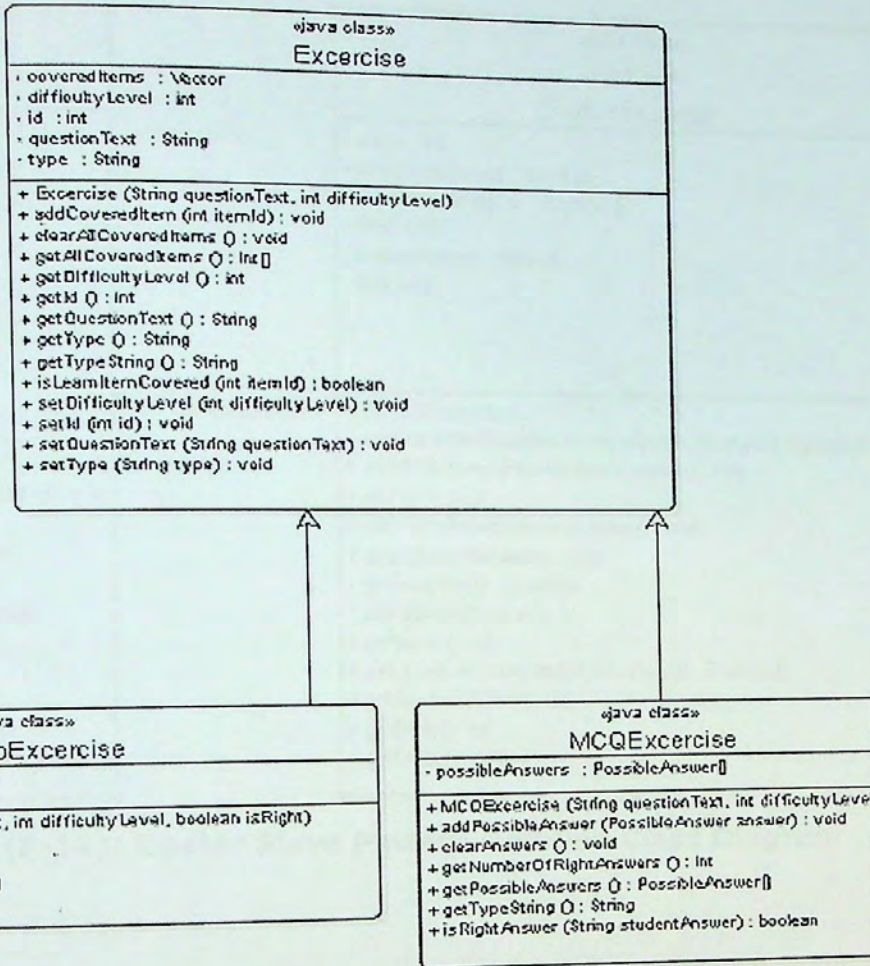 «java class»
Excercise
- coveredItems : Vector
- difficultyLevel : int
- id : int
- questionText : String
- type : String
+ Excercise (String questionText, int difficultyLevel)
+ addCoveredItem (int itemId) : void
+ clearAllCoveredItems () : void
+ getAllCoveredItems () : int[]
+ getDifficultyLevel () : int
+ getId () : int
+ getQuestionText () : String
+ getType () : String
+ getTypeString () : String
+ isLearnItemCovered (int itemId) : boolean
+ setDifficultyLevel (int difficultyLevel) : void
+ setId (int id) : void
+ setQuestionText (String questionText) : void
+ setType (String type) : void
va class»
oExcercise
t, int difficultyLevel, boolean isRight)
«java class»
MCQExcercise
- possibleAnswers : PossibleAnswer[]
+ MCQExcercise (String questionText, int difficultyLeve
+ addPossibleAnswer (PossibleAnswer answer) : void
+ clearAnswers () : void
+ getNumberOfRightAnswers () : int
+ getPossibleAnswers () : PossibleAnswer[]
+ getTypeString () : String
+ isRightAnswer (String studentAnswer) : boolean